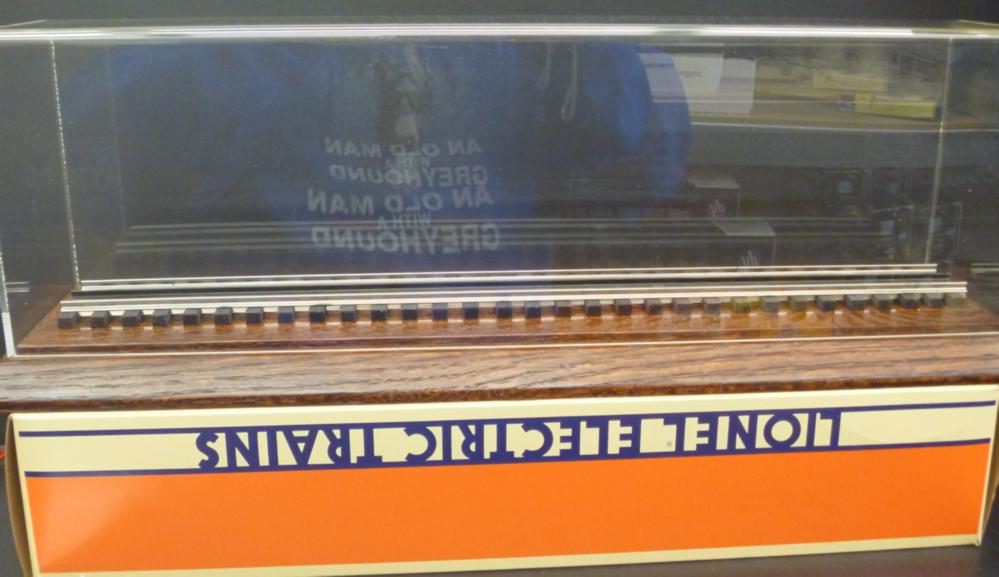 AN OLD MAN
WITH A
GREYHOUND
AN OLD MAN
WITH A
GREYHOUND
LIONEL ELECTRIC TRAINS